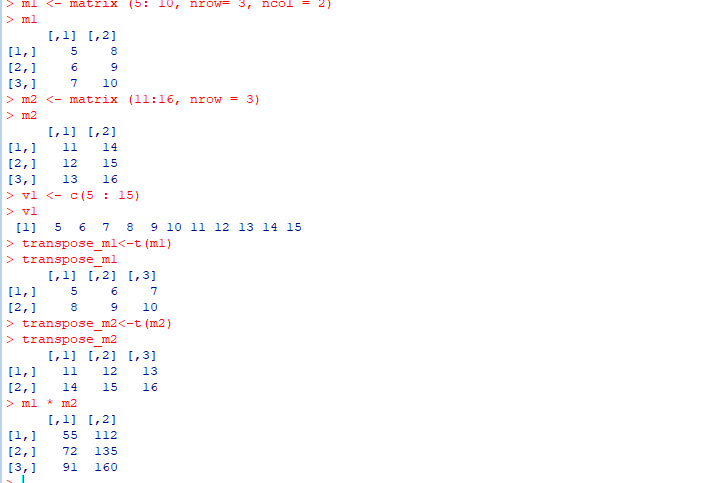 > m1 <- matrix (5: 10, nrow= 3, ncol = 2)
> m1
     [,1] [,2]
[1,]    5    8
[2,]    6    9
[3,]    7   10
> m2 <- matrix (11:16, nrow = 3)
> m2
     [,1] [,2]
[1,]   11   14
[2,]   12   15
[3,]   13   16
> v1 <- c(5 : 15)
> v1
 [1]  5  6  7  8  9 10 11 12 13 14 15
> transpose_m1<-t(m1)
> transpose_m1
     [,1] [,2] [,3]
[1,]    5    6    7
[2,]    8    9   10
> transpose_m2<-t(m2)
> transpose_m2
     [,1] [,2] [,3]
[1,]   11   12   13
[2,]   14   15   16
> m1 * m2
     [,1] [,2]
[1,]   55  112
[2,]   72  135
[3,]   91  160
>